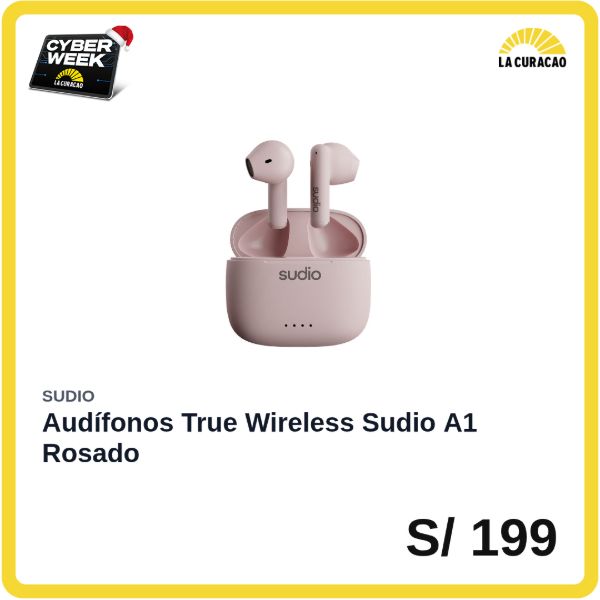 CYBER
WEEK
LA CURACAO
LA CURACAO
sudio
sudio
SUDIO
Audífonos True Wireless Sudio A1
Rosado
S/ 199